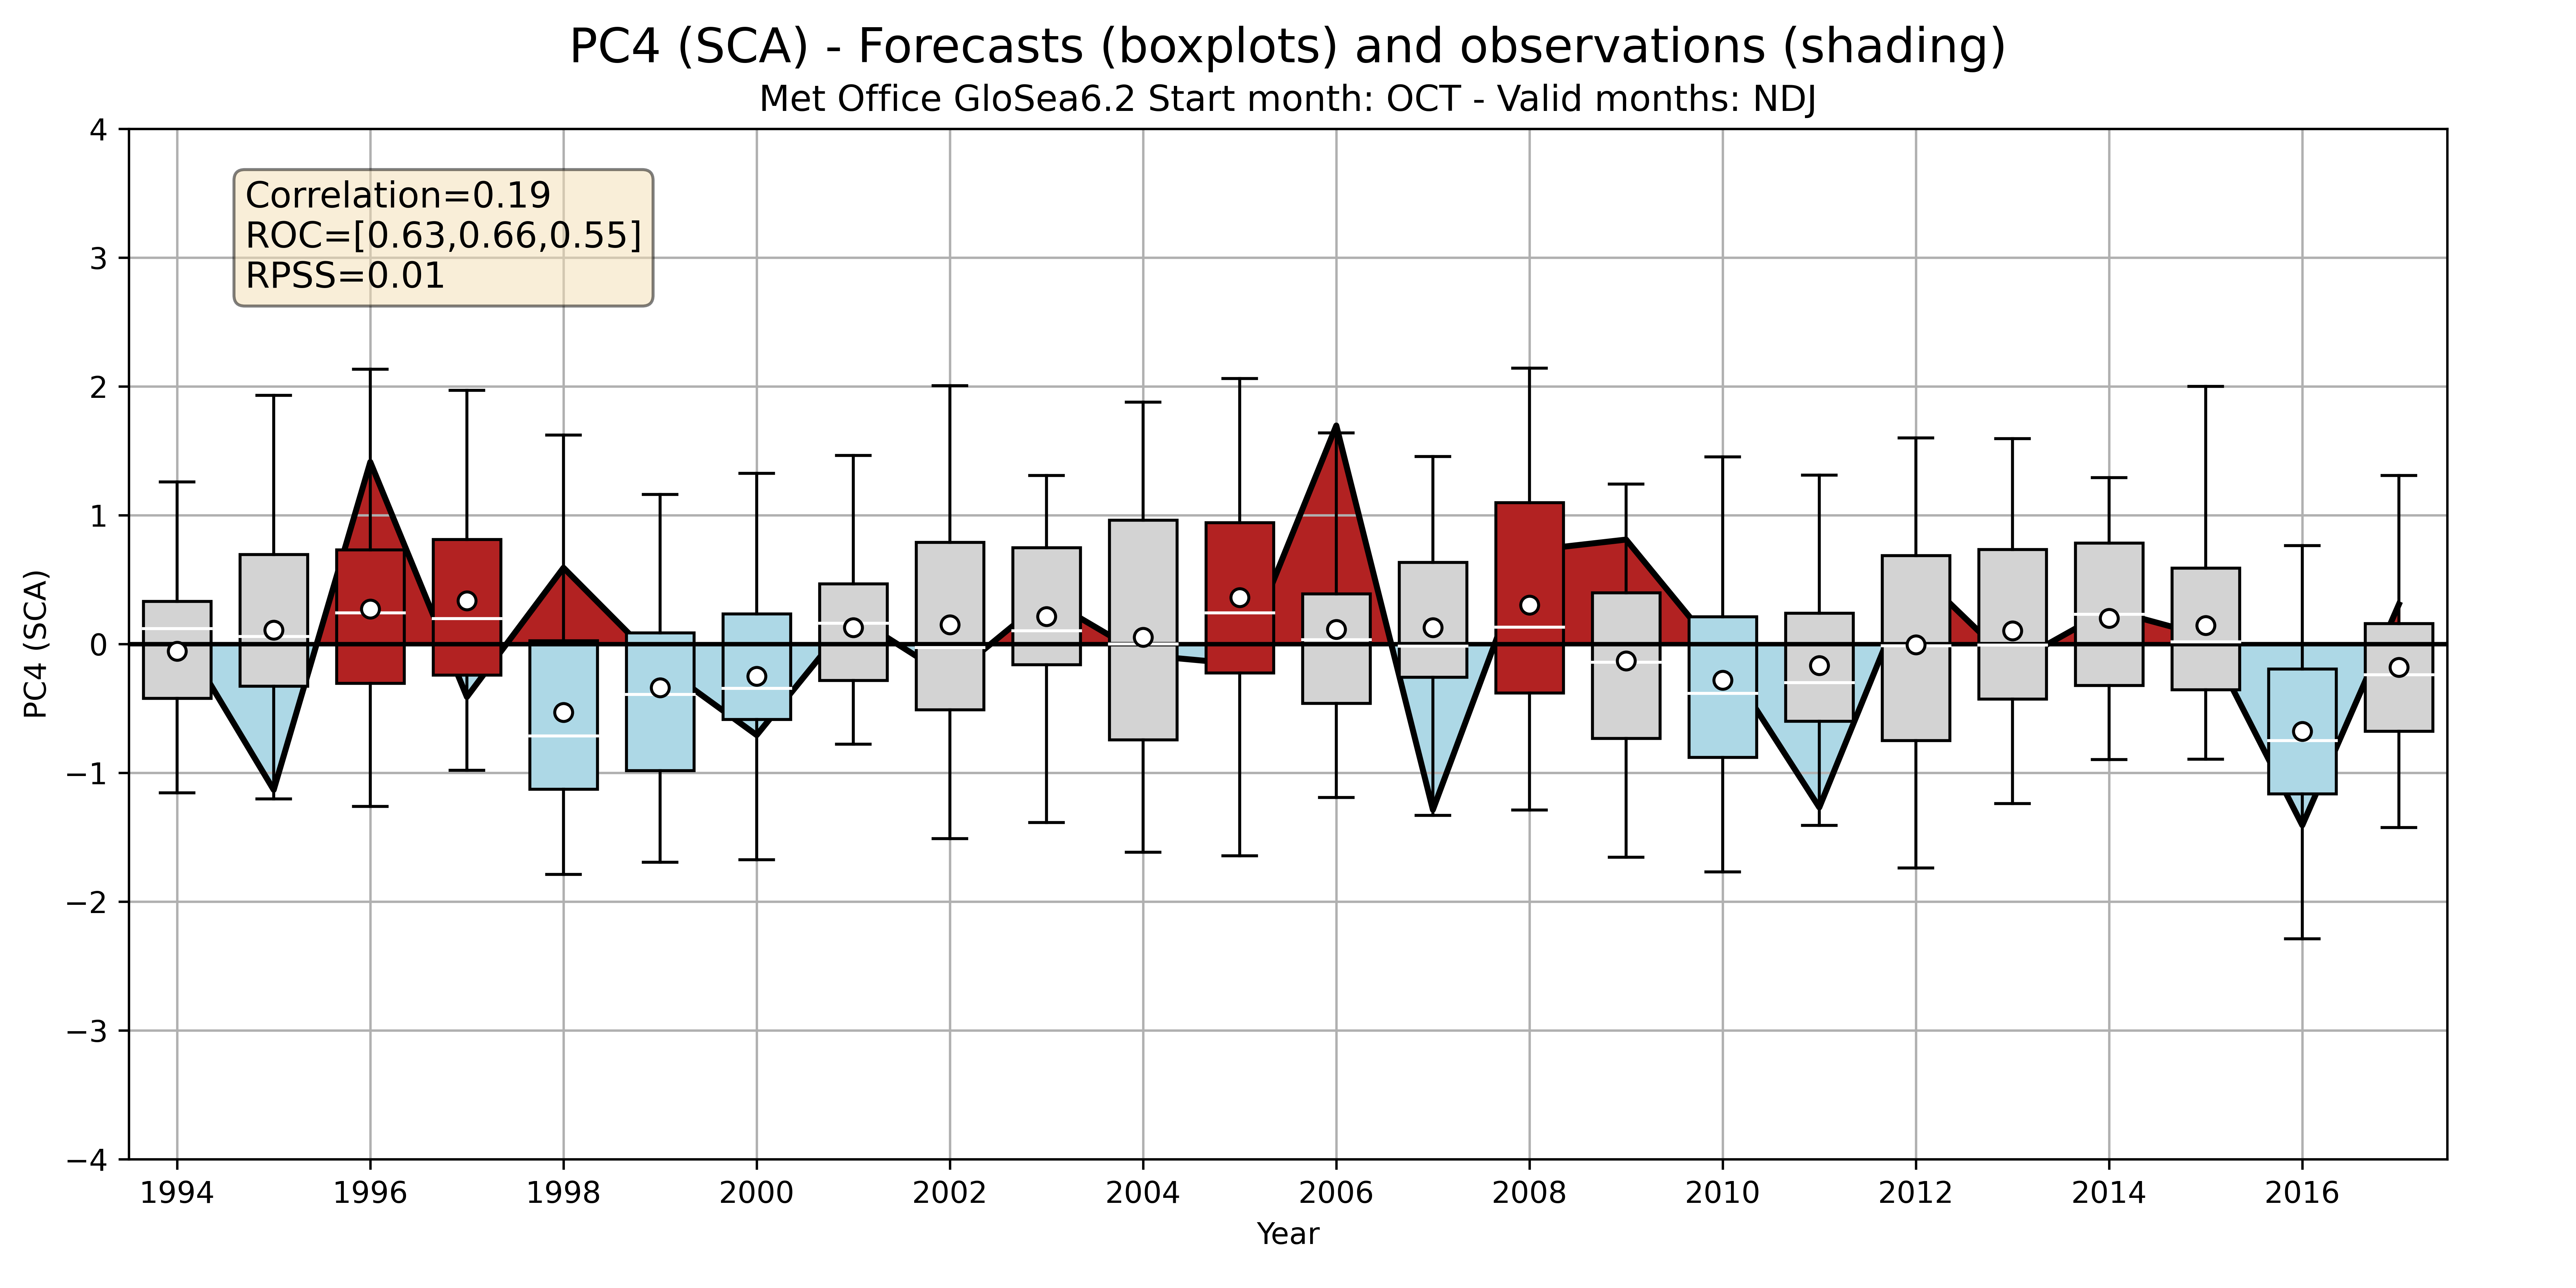 PC4 (SCA) - Forecasts (boxplots) and observations (shading)
Met Office GloSea6.2 Start month: OCT - Valid months: NDJ
Correlation=0.19
ROC=[0.63,0.66,0.55]
RPSS=0.01
PC4 (SCA)
4
3
2
1
0
−1
−2
−3
−4
1994 1996 1998 2000 2002 2004 2006 2008 2010 2012 2014 2016
Year